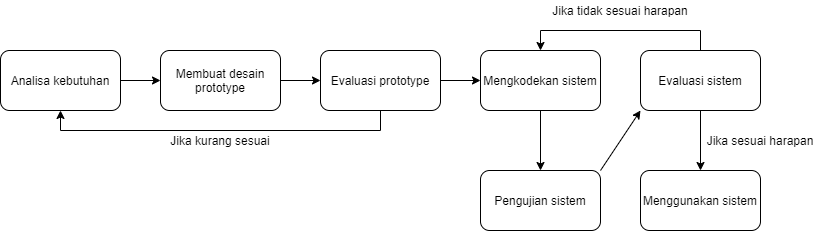 Jika tidak sesuai harapan
Analisa kebutuhan
Membuat desain
prototype
Evaluasi prototype
Mengkodekan sistem
Evaluasi sistem
Jika kurang sesuai
Jika sesuai harapan
Pengujian sistem
Menggunakan sistem